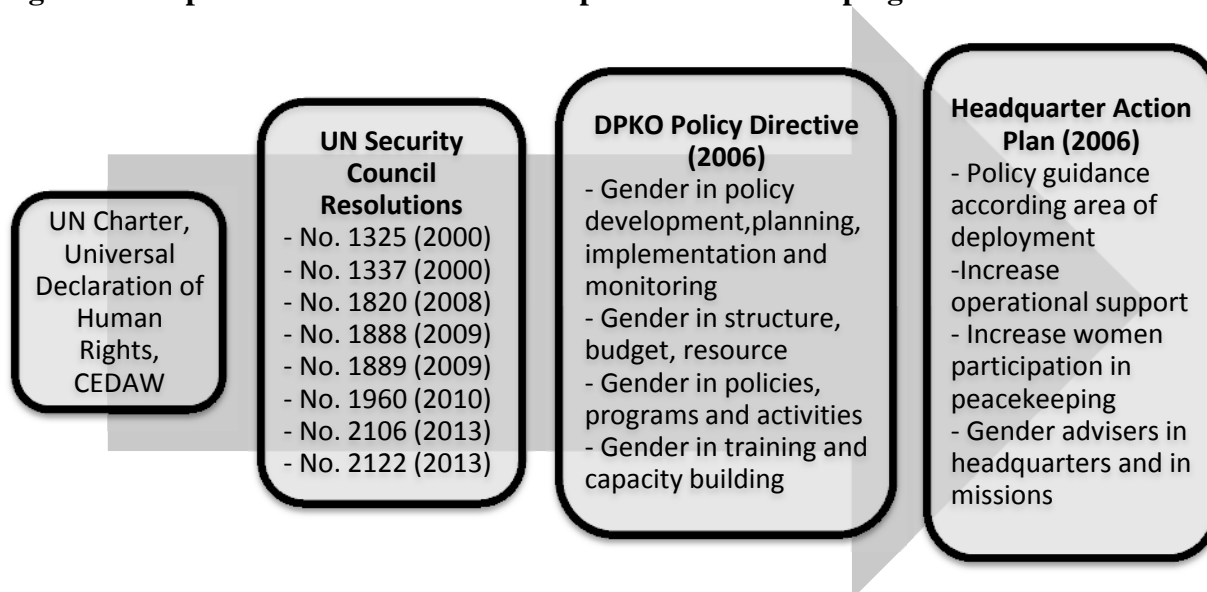 UN Charter,
Universal
Declaration of
Human
Rights,
CEDAW
UN Security
Council
Resolutions
- No. 1325 (2000)
- No. 1337 (2000)
- No. 1820 (2008)
- No. 1888 (2009)
- No. 1889 (2009)
- No. 1960 (2010)
- No. 2106 (2013)
- No. 2122 (2013)
DPKO Policy Directive
(2006)
- Gender in policy
development,planning,
implementation and
monitoring
- Gender in structure,
budget, resource
- Gender in policies,
programs and activities
- Gender in training and
capacity building
Headquarter Action
Plan (2006)
- Policy guidance
according area of
deployment
-Increase
operational support
- Increase women
participation in
peacekeeping
- Gender advisers in
headquarters and in
missions